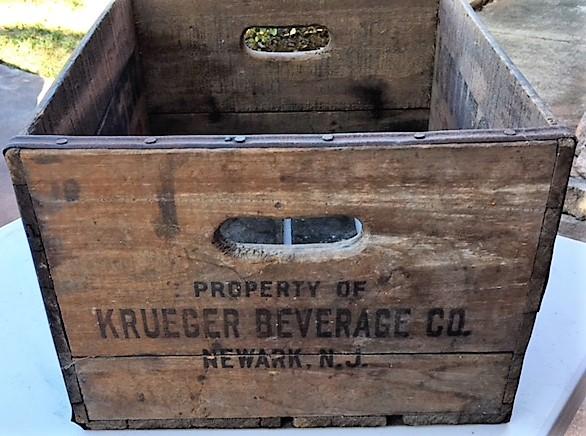 PROPERTY OF
KRUEGER BEVERAGE CO.
NEWARK, N.J.